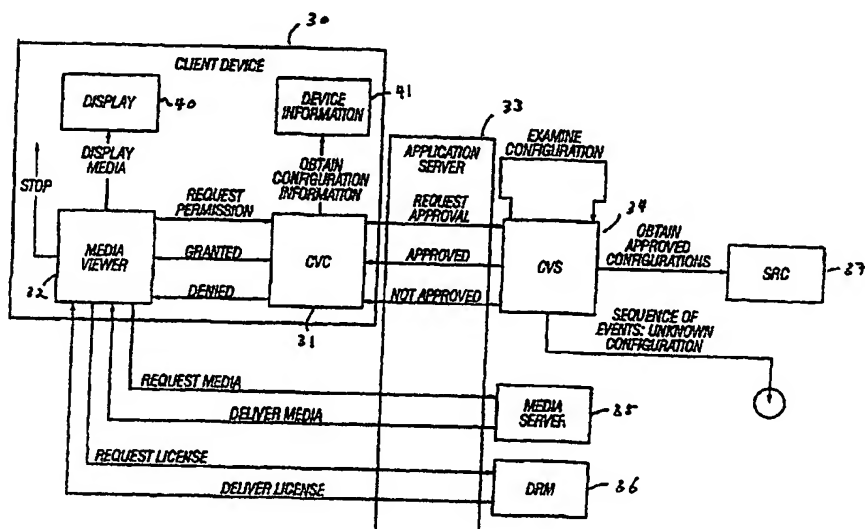 30
CLIENT DEVICE
DISPLAY
40
DEVICE
INFORMATION
41
33
DISPLAY
MEDIA
STOP
OBTAIN
CONFIGURATION
INFORMATION
APPLICATION
SERVER
EXAMINE
CONFIGURATION
REQUEST
PERMISSION
REQUEST
APPROVAL
34
OBTAIN
APPROVED
CONFIGURATIONS
MEDIA
VIEWER
32
GRANTED
CVC
31
APPROVED
CVS
SRC
37
DENIED
NOT APPROVED
SEQUENCE OF
EVENTS: UNKNOWN
CONFIGURATION
REQUEST MEDIA
DELIVER MEDIA
MEDIA
SERVER
35
REQUEST LICENSE
DELIVER LICENSE
DRM
36